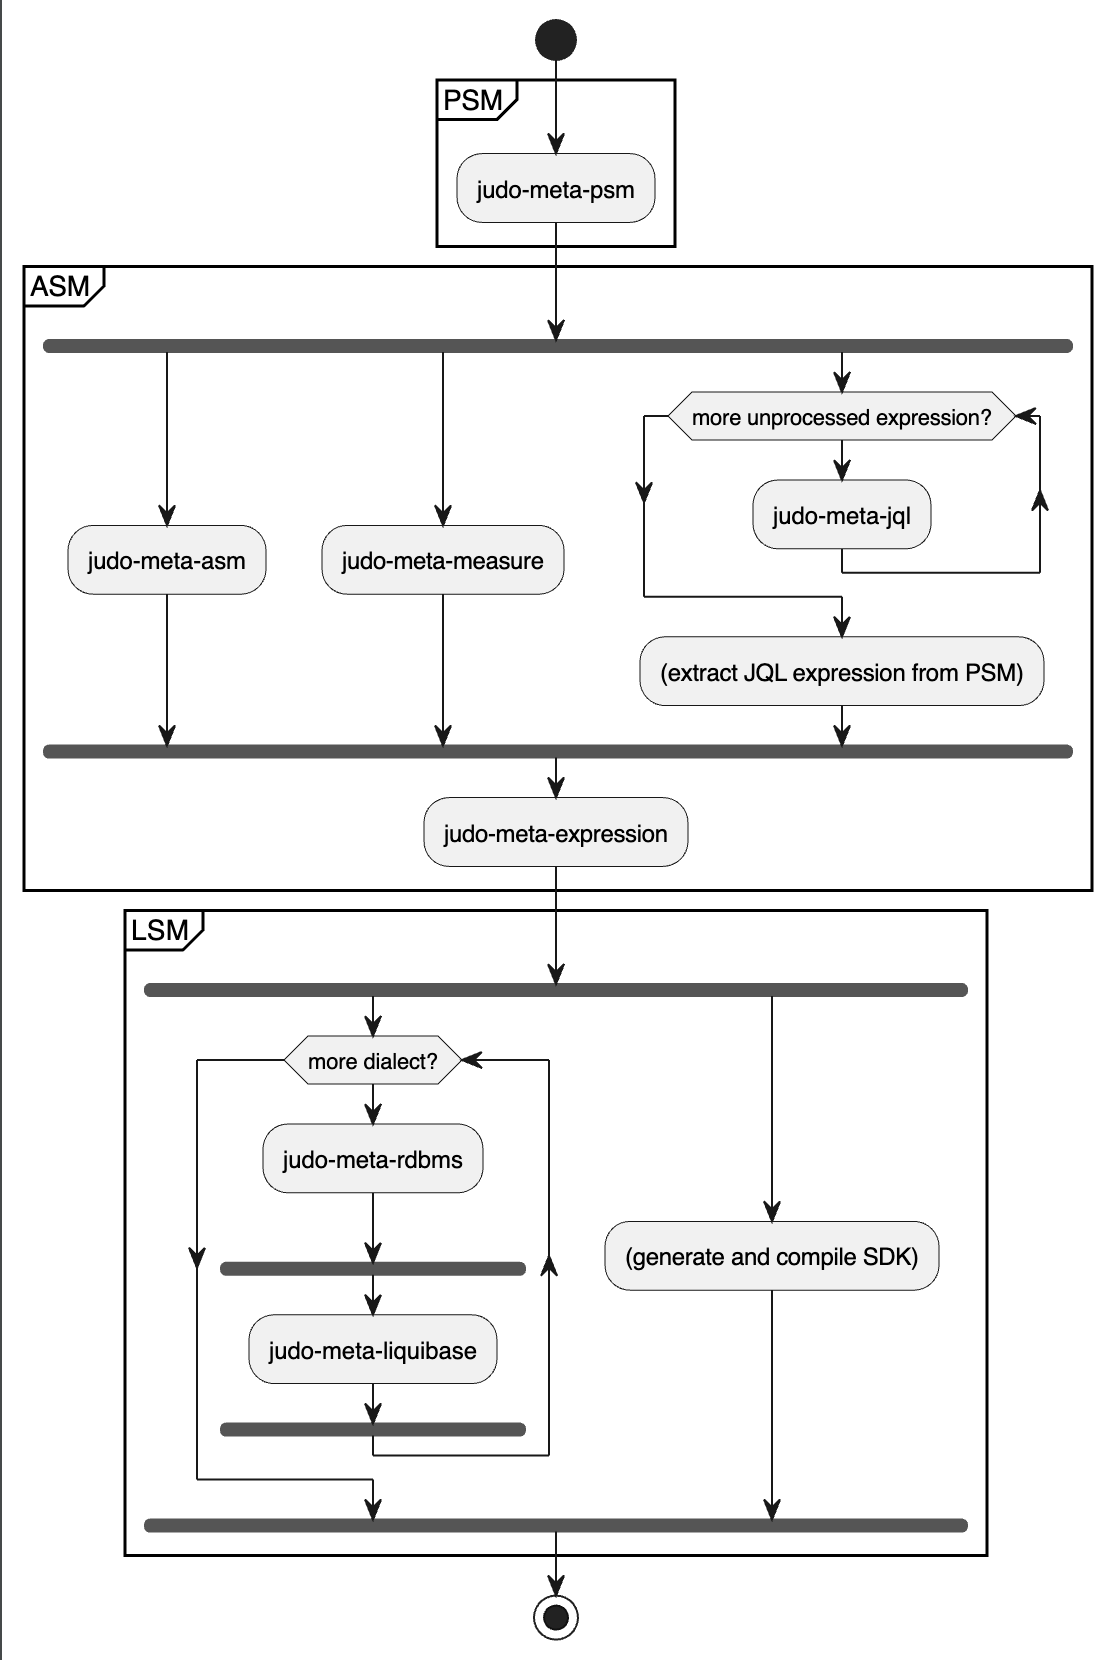 PSM
judo-meta-psm
ASM
more unprocessed expression?
judo-meta-jql
judo-meta-asm
judo-meta-measure
(extract JQL expression from PSM)
judo-meta-expression
LSM
more dialect?
judo-meta-rdbms
(generate and compile SDK)
judo-meta-liquibase